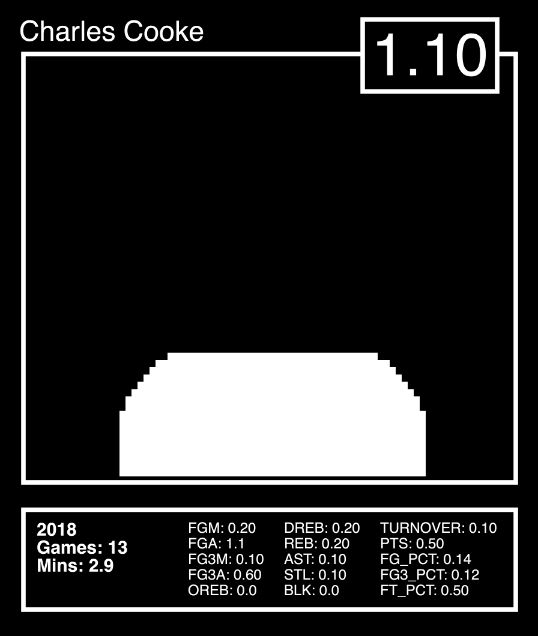 Charles Cooke
1.10
2018
Games: 13
Mins: 2.9
FGM: 0.20
FGA: 1.1
FG3M: 0.10
FG3A: 0.60
OREB: 0.0
DREB: 0.20
REB: 0.20
AST: 0.10
STL: 0.10
BLK: 0.0
TURNOVER: 0.10
PTS: 0.50
FG_PCT: 0.14
FG3_PCT: 0.12
FT_PCT: 0.50